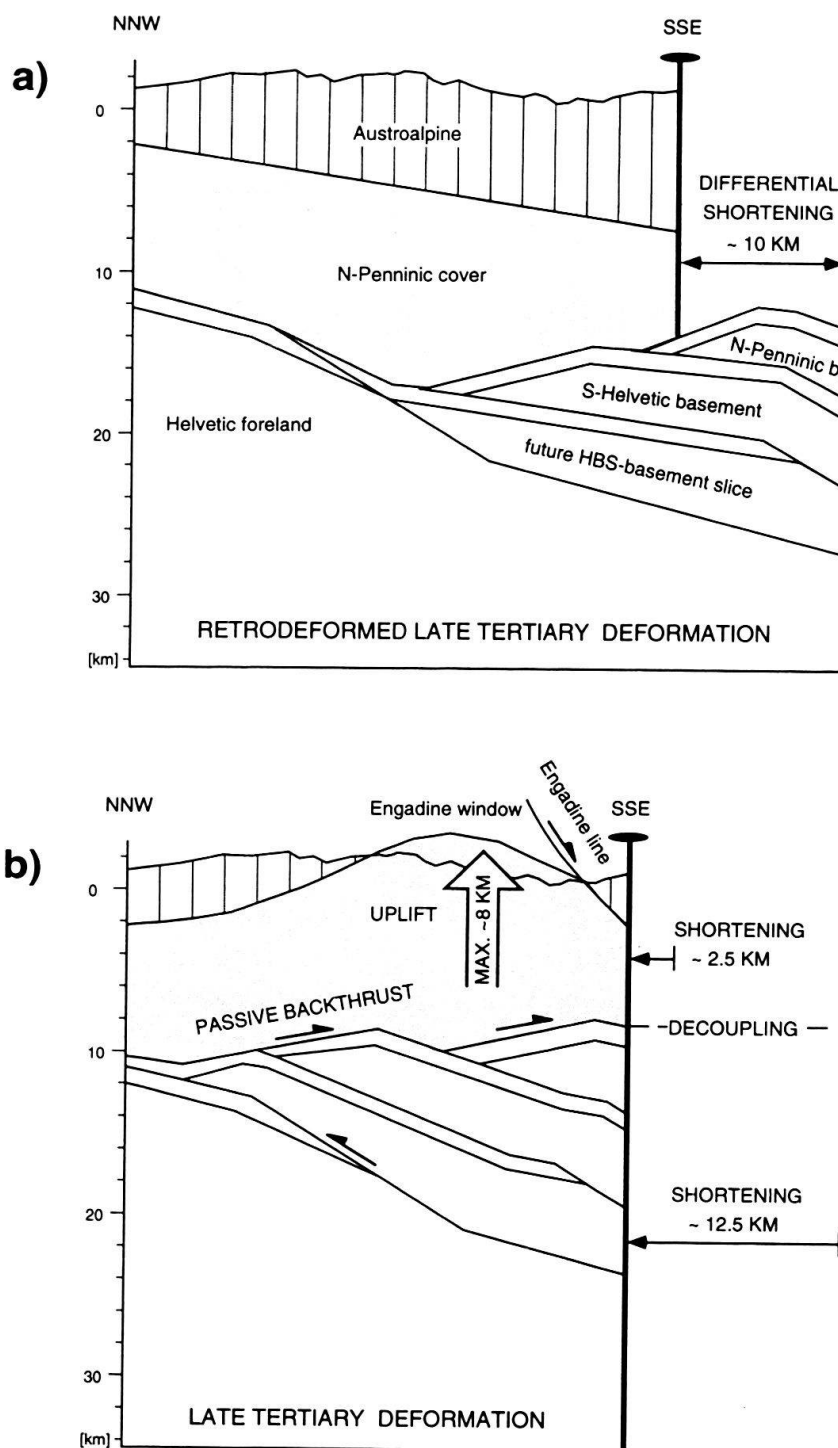 a)
NNW
SSE
0
10
20
30
[km]
Austroalpine
DIFFERENTIAL
SHORTENING
~ 10 KM
N-Penninic cover
N-Penninic b
S-Helvetic basement
Helvetic foreland
future HBS-basement slice
RETRODEFORMED LATE TERTIARY DEFORMATION
b)
NNW
Engadine window
Engadine line
SSE
0
10
20
30
[km]
UPLIFT
MAX. ~8 KM
SHORTENING
~ 2.5 KM
PASSIVE BACKTHRUST
DECOUPLING
SHORTENING
~ 12.5 KM
LATE TERTIARY DEFORMATION